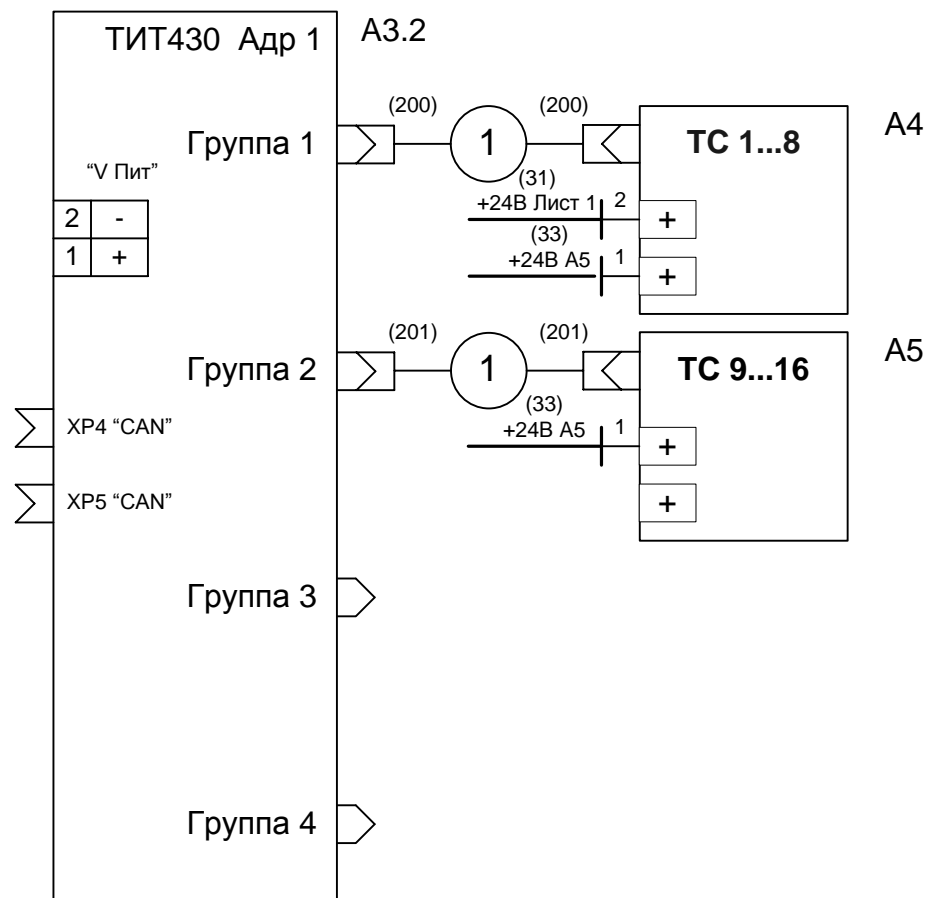 ТИТ430 Адр 1
А3.2
(200)
(200)
Группа 1
1
ТС 1...8
А4
“V Пит”
2 -
1 +
(31)
+24В Лист 1
2
+
(33)
+24В А5
1
+
(201)
(201)
Группа 2
1
ТС 9...16
А5
(33)
+24В А5
1
+
+
XP4 “CAN”
XP5 “CAN”
Группа 3
Группа 4